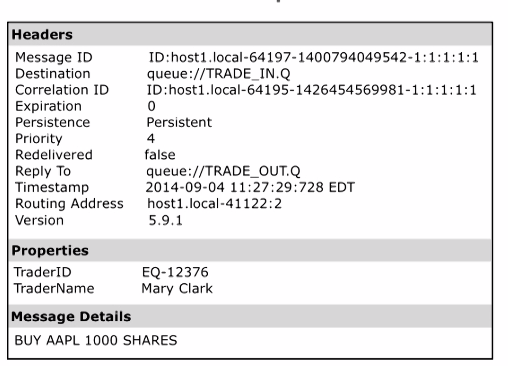 Headers
Message ID ID:host1.local-64197-1400794049542-1:1:1:1:1
Destination queue://TRADE_IN.Q
Correlation ID ID:host1.local-64195-1426454569981-1:1:1:1:1
Expiration 0
Persistence Persistent
Priority 4
Redelivered false
Reply To queue://TRADE_OUT.Q
Timestamp 2014-09-04 11:27:29:728 EDT
Routing Address host1.local-41122:2
Version 5.9.1
Properties
TraderID EQ-12376
TraderName Mary Clark
Message Details
BUY AAPL 1000 SHARES